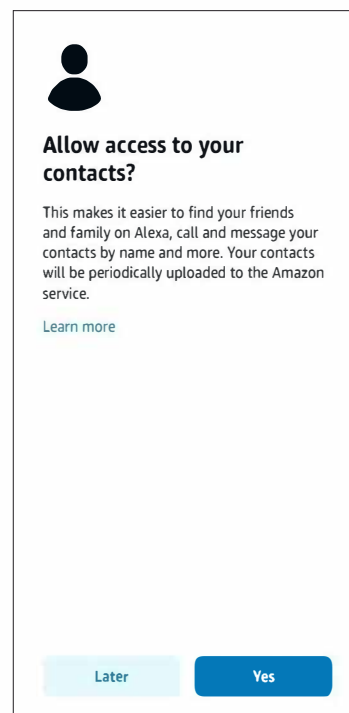 Allow access to your
contacts?
This makes it easier to find your friends
and family on Alexa, call and message your
contacts by name and more. Your contacts
will be periodically uploaded to the Amazon
service.
Learn more
Later
Yes